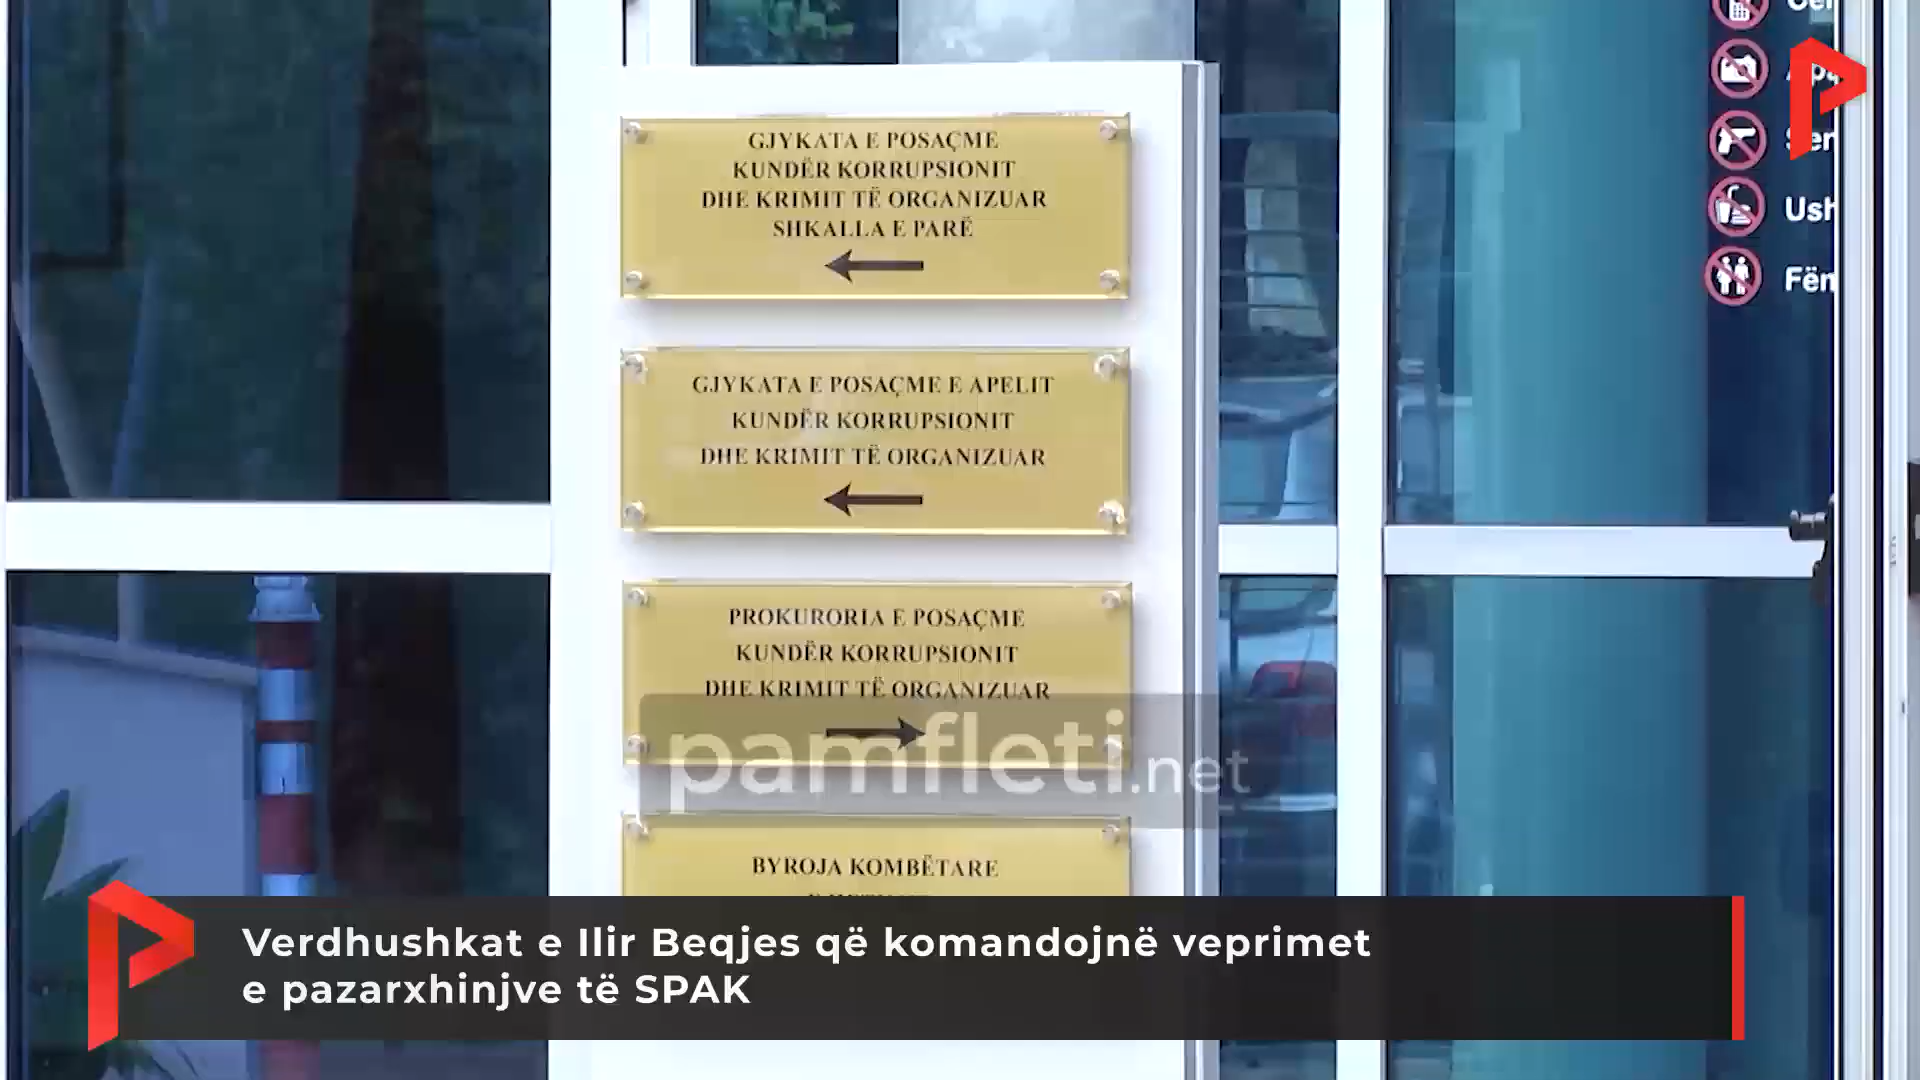 GJYKATA E POSAÇME
KUNDËR KORRUPSIONIT
DHE KRIMIT TË ORGANIZUAR
SHKALLA E PARË
GJYKATA E POSAÇME E APELIT
KUNDËR KORRUPSIONIT
DHE KRIMIT TË ORGANIZUAR
PROKURORIA E POSAÇME
KUNDËR KORRUPSIONIT
DHE KRIMIT TË ORGANIZUAR
pamfleti.net
BYROJA KOMBËTARE
Verdhushkat e Ilir Beqjes që komandojnë veprimet
e pazarxhinjve të SPAK